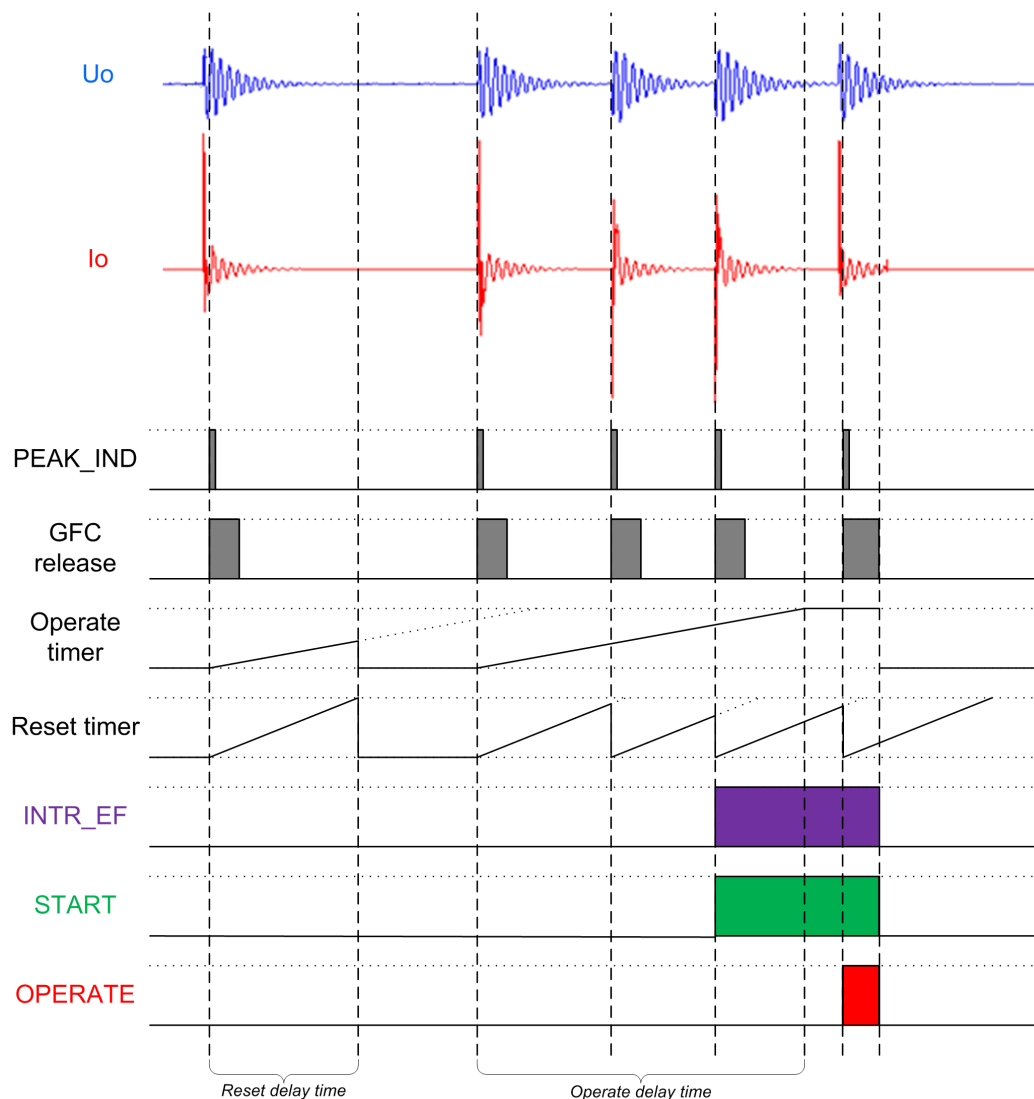 Uo
Io
PEAK_IND
GFC
release
Operate
timer
Reset timer
INTR_EF
START
OPERATE
Reset delay time
Operate delay time